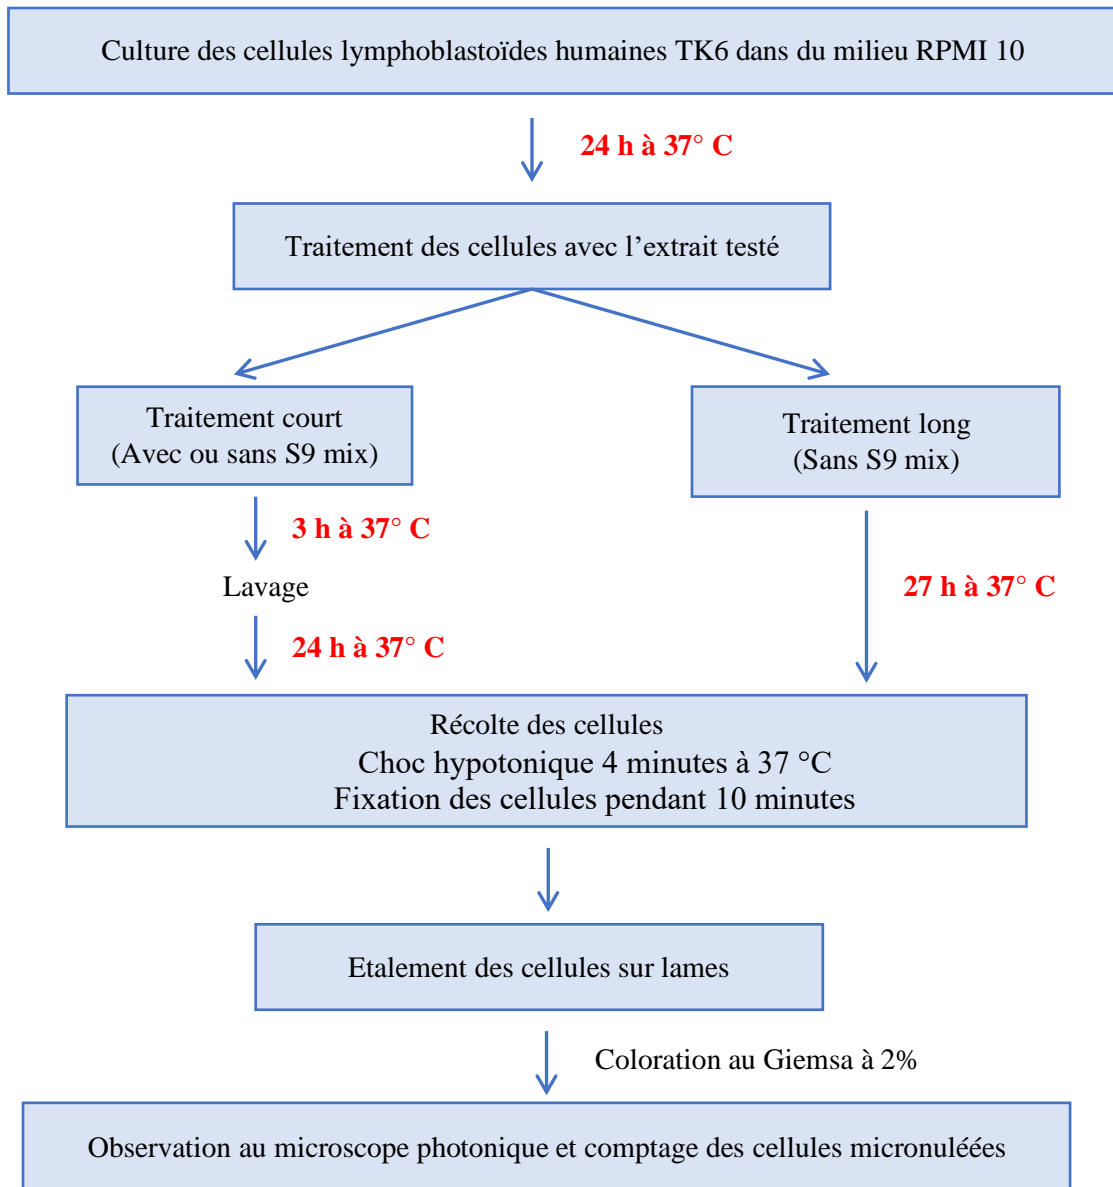 Culture des cellules lymphoblastoïdes humaines TK6 dans du milieu RPMI 10
24 h à 37° C
Traitement des cellules avec l’extrait testé
Traitement court
(Avec ou sans S9 mix)
Traitement long
(Sans S9 mix)
3 h à 37° C
Lavage
27 h à 37° C
24 h à 37° C
Récolte des cellules
Choc hypotonique 4 minutes à 37 °C
Fixation des cellules pendant 10 minutes
Etalement des cellules sur lames
Coloration au Giemsa à 2%
Observation au microscope photonique et comptage des cellules micronuléées